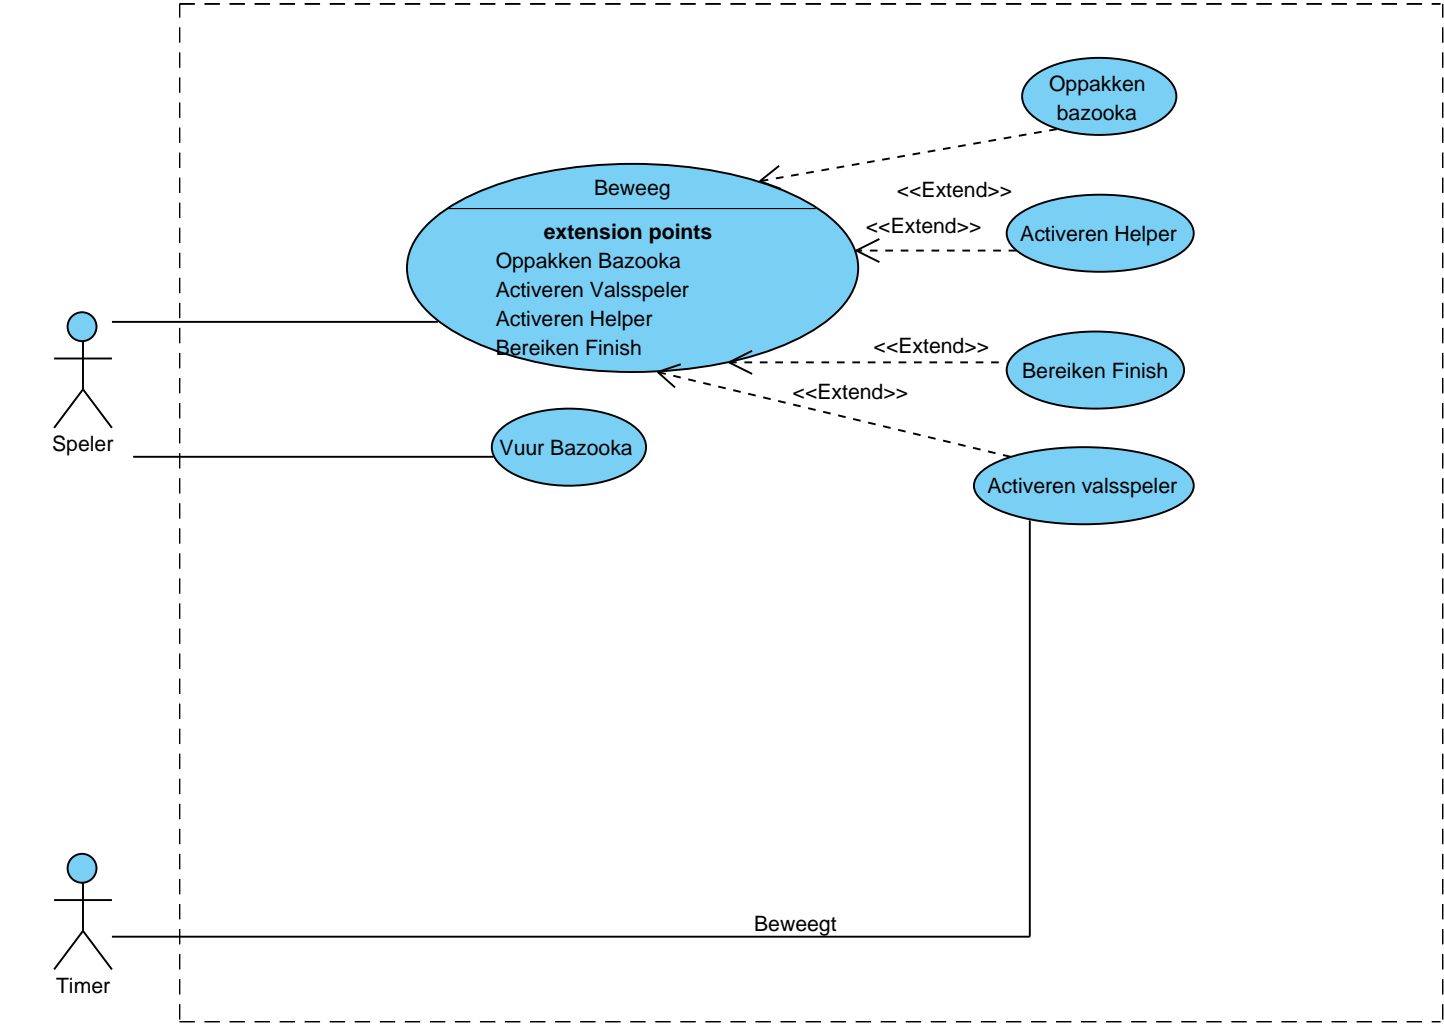 Oppakken
bazooka
Beweeg
<<Extend>>
extension points
<<Extend>>
Activeren Helper
Oppakken Bazooka
Activeren Valsspeler
Activeren Helper
Bereiken Finish
<<Extend>>
Bereiken Finish
<<Extend>>
Speler
Vuur Bazooka
Activeren valsspeler
Beweegt
Timer